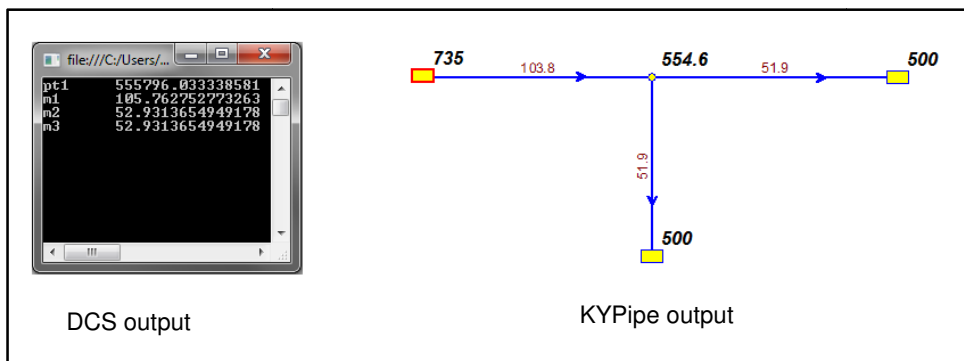 file:///C:/Users/...
pt1 555796.033338581
m1 105.762752773263
m2 52.9313654949178
m3 52.9313654949178
DCS output
735
103.8
554.6
51.9
500
51.9
500
KYPipe output